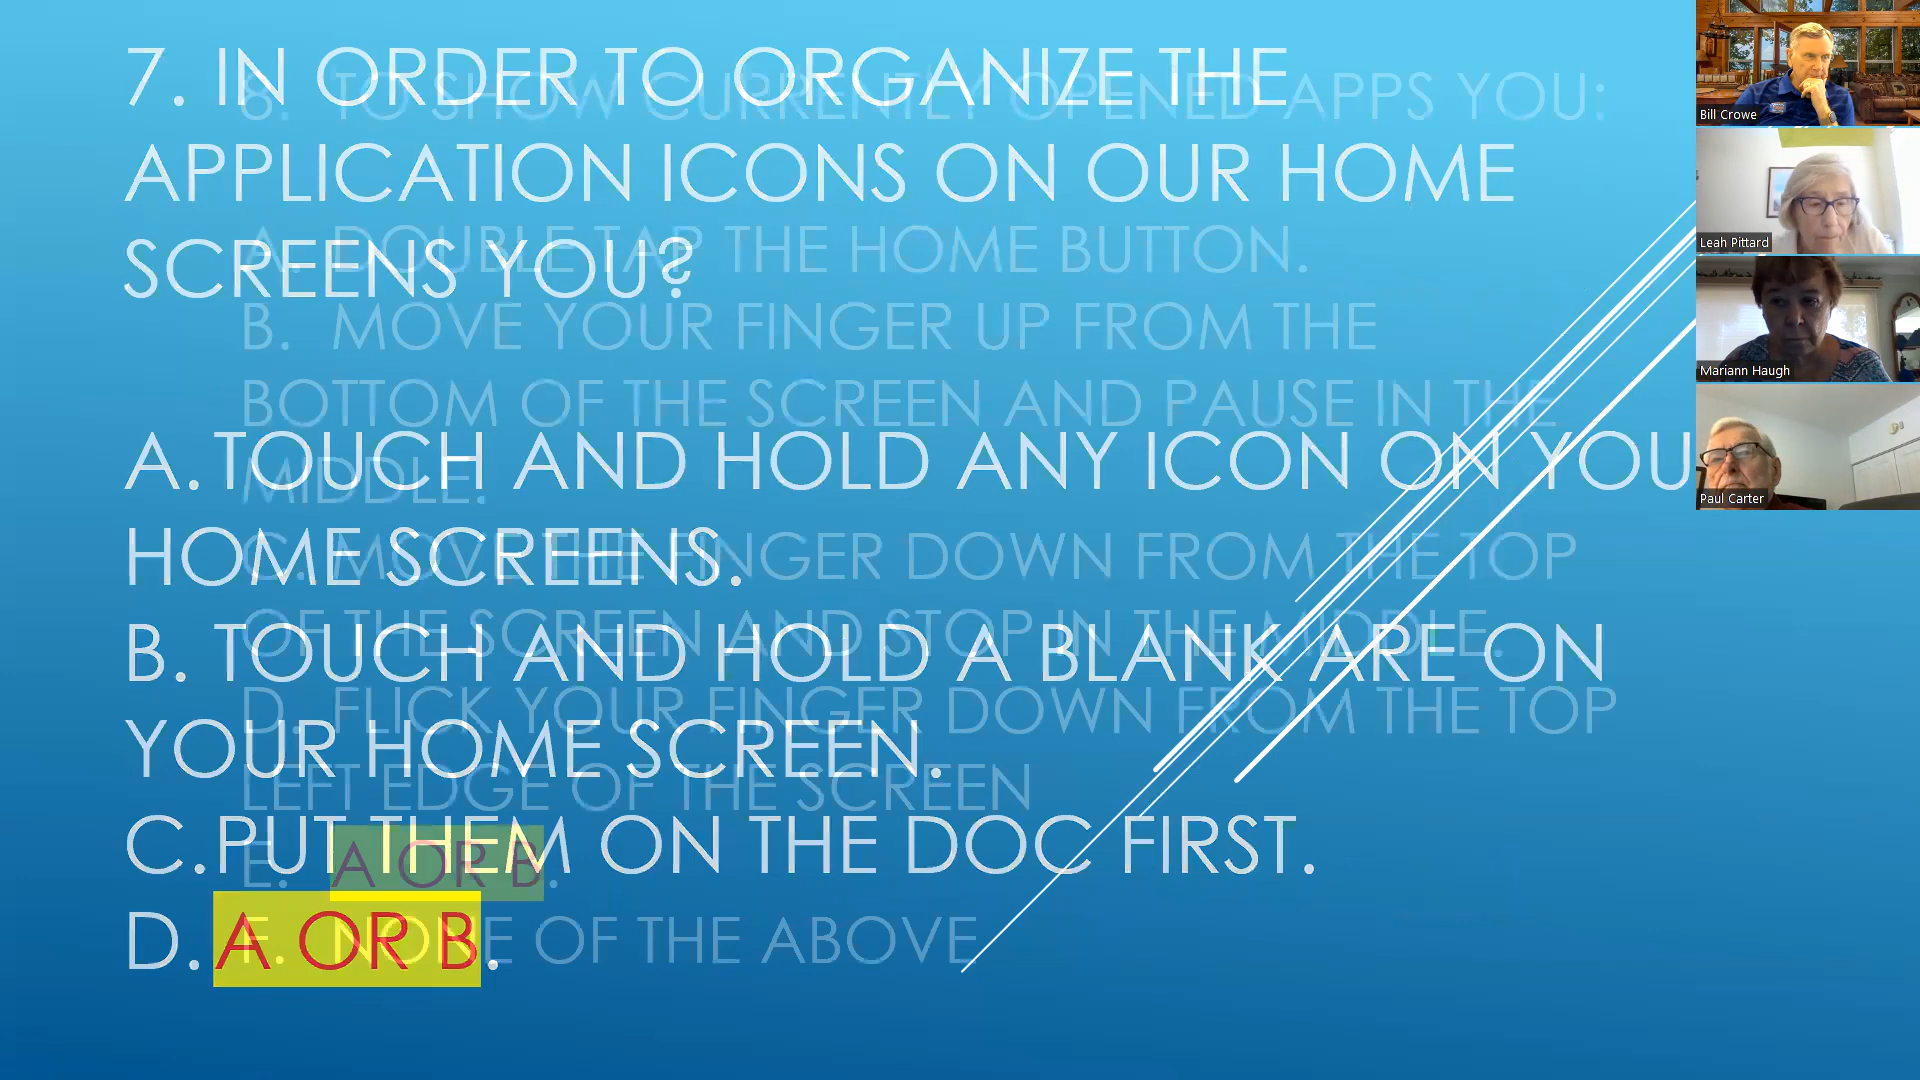 7. IN ORDER TO ORGANIZE THE
APPLICATION ICONS ON OUR HOME
SCREENS YOU?
A. TOUCH AND HOLD ANY ICON ON YOU
HOME SCREENS.
B. TOUCH AND HOLD A BLANK ARE ON
YOUR HOME SCREEN.
C. PUT THEM ON THE DOC FIRST.
D. A OR B.
8. TO SHOW CURRENTLY OPENED APPS YOU:
A. DOUBLE TAP THE HOME BUTTON.
B. MOVE YOUR FINGER UP FROM THE
BOTTOM OF THE SCREEN AND PAUSE IN THE
MIDDLE.
C. MOVE THE FINGER DOWN FROM THE TOP
OF THE SCREEN AND STOP IN THE MIDDLE.
D. FLICK YOUR FINGER DOWN FROM THE TOP
LEFT EDGE OF THE SCREEN
E. A OR B.
F. NONE OF THE ABOVE
Bill Crowe
Leah Pittard
Mariann Haugh
Paul Carter